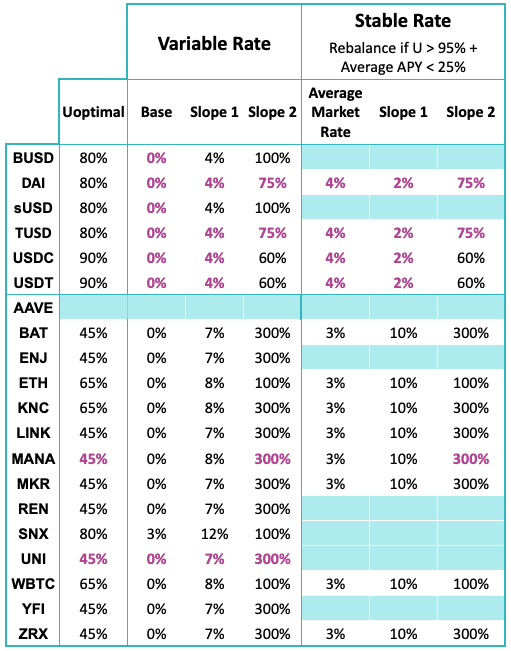 Variable Rate
Stable Rate
Rebalance if U > 95% +
Average APY < 25%
Uoptimal Base Slope 1 Slope 2 Average Market Rate Slope 1 Slope 2
BUSD 80% 0% 4% 100%
DAI 80% 0% 4% 75% 4% 2% 75%
sUSD 80% 0% 4% 100%
TUSD 80% 0% 4% 75% 4% 2% 75%
USDC 90% 0% 4% 60% 4% 2% 60%
USDT 90% 0% 4% 60% 4% 2% 60%
AAVE
BAT 45% 0% 7% 300% 3% 10% 300%
ENJ 45% 0% 7% 300%
ETH 65% 0% 8% 100% 3% 10% 100%
KNC 65% 0% 8% 300% 3% 10% 300%
LINK 45% 0% 7% 300% 3% 10% 300%
MANA 45% 0% 8% 300% 3% 10% 300%
MKR 45% 0% 7% 300% 3% 10% 300%
REN 45% 0% 7% 300%
SNX 80% 3% 12% 100%
UNI 45% 0% 7% 300%
WBTC 65% 0% 8% 100% 3% 10% 100%
YFI 45% 0% 7% 300%
ZRX 45% 0% 7% 300% 3% 10% 300%